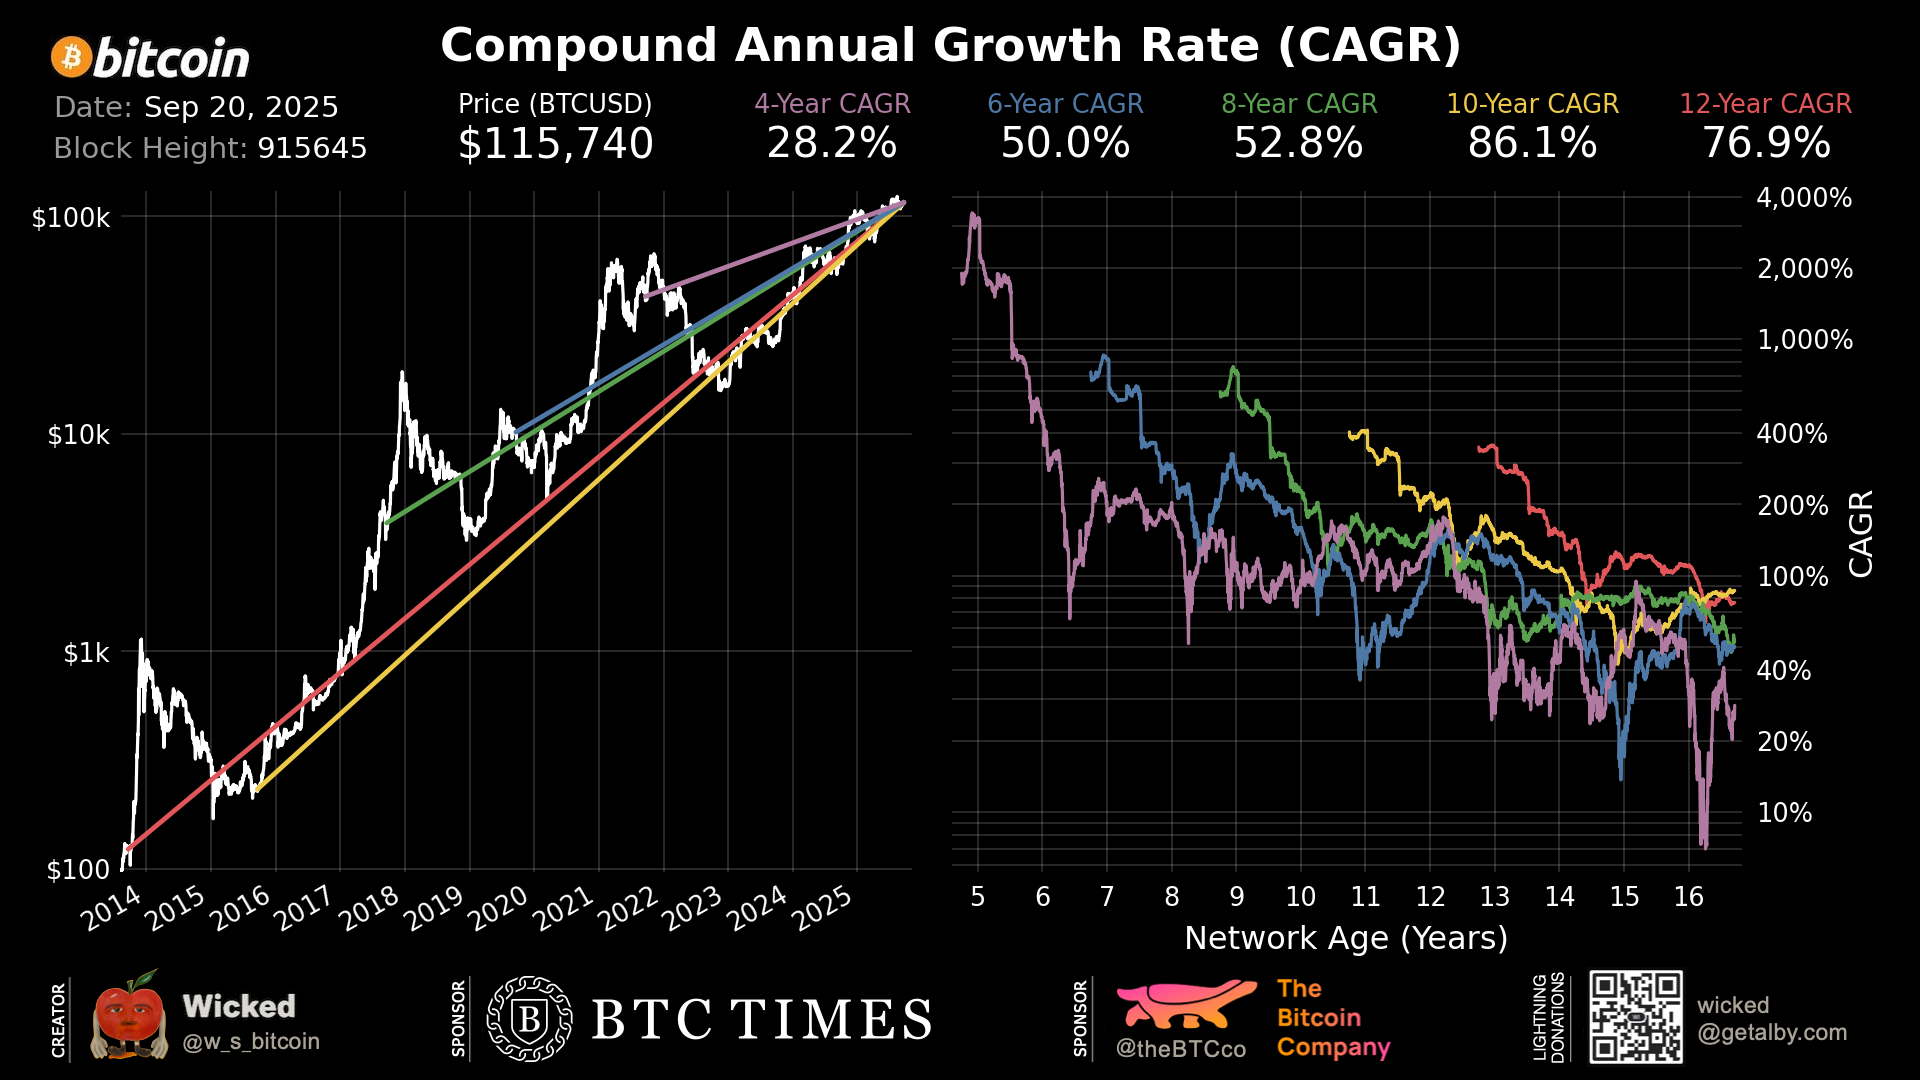 bitcoin
Compound Annual Growth Rate (CAGR)
Date: Sep 20, 2025
Block Height: 915645
Price (BTCUSD)
$115,740
4-Year CAGR
28.2%
6-Year CAGR
50.0%
8-Year CAGR
52.8%
10-Year CAGR
86.1%
12-Year CAGR
76.9%
$100k
$10k
$1k
$100
2014
2015
2016
2017
2018
2019
2020
2021
2022
2023
2024
2025
4,000%
2,000%
1,000%
400%
200%
100%
40%
20%
10%
CAGR
5
6
7
8
9
10
11
12
13
14
15
16
Network Age (Years)
CREATOR
Wicked
@w_s_bitcoin
SPONSOR
B
BTC TIMES
SPONSOR
@theBTCco
The
Bitcoin
Company
LIGHTNING
DONATIONS
wicked
@getalby.com